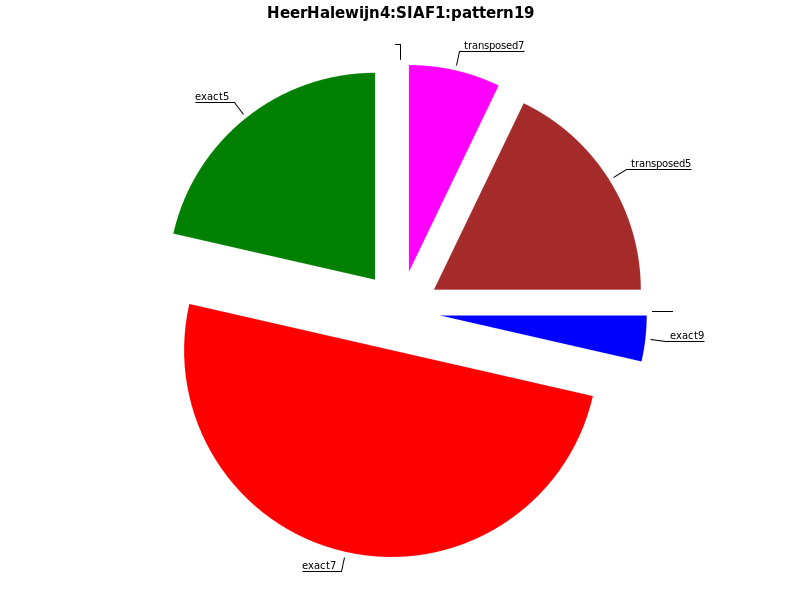 HeerHalewijn4:SIAF1:pattern19
transposed7
exact5
transposed5
exact9
exact7